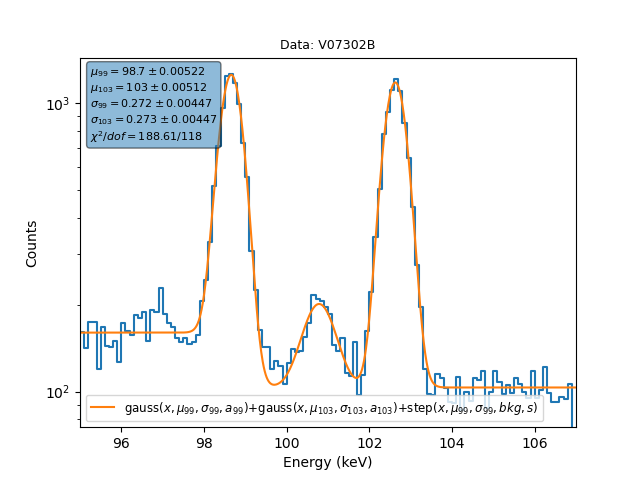 Data: V07302B
μ₉₉ = 98.7 ± 0.00522
μ₁₀₃ = 103 ± 0.00512
σ₉₉ = 0.272 ± 0.00447
σ₁₀₃ = 0.273 ± 0.00447
χ²/dof = 188.61/118
10³
10²
Counts
gauss(x, μ₉₉, σ₉₉, a₉₉)+gauss(x, μ₁₀₃, σ₁₀₃, a₁₀₃)+step(x, μ₉₉, σ₉₉, bkg, s)
96 98 100 102 104 106
Energy (keV)